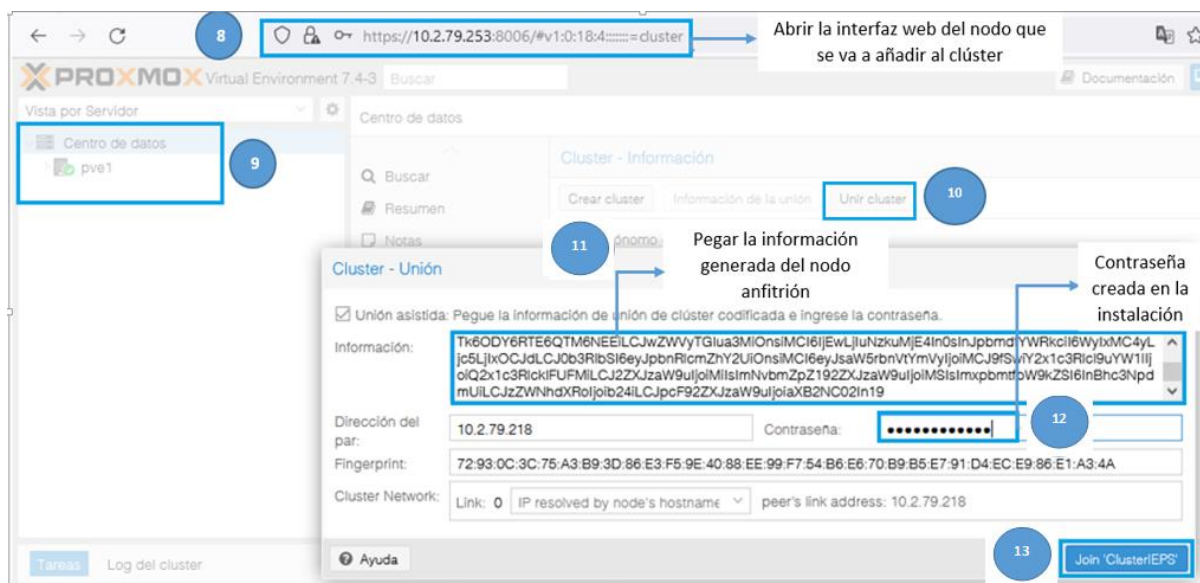 8
https://10.2.79.253:8006/#v1:0:18:4:::::::=cluster
Abrir la interfaz web del nodo que
se va a añadir al clúster
PROXMOX Virtual Environment 7.4-3 Buscar
Documentación
Vista por Servidor
Centro de datos
Centro de datos
pve1
9
Cluster - Información
Buscar
Crear cluster Información de la unión Unir cluster
10
Resumen
Notas
11
Pegar la información
generada del nodo
anfitrión
Contraseña
creada en la
instalación
Cluster - Unión
Unión asistida: Pegue la información de unión de clúster codificada e ingrese la contraseña.
Información:
Dirección del
par:
10.2.79.218
Contraseña:
12
Fingerprint:
72:93:0C:3C:75:A3:B9:3D:86:E3:F5:9E:40:88:EE:99:F7:54:B6:E6:70:B9:B5:E7:91:D4:EC:E9:86:E1:A3:4A
Cluster Network:
Link: 0 IP resolved by node's hostname peer's link address: 10.2.79.218
Ayuda
13
Join 'ClusterIEPS'
Tareas Log del cluster